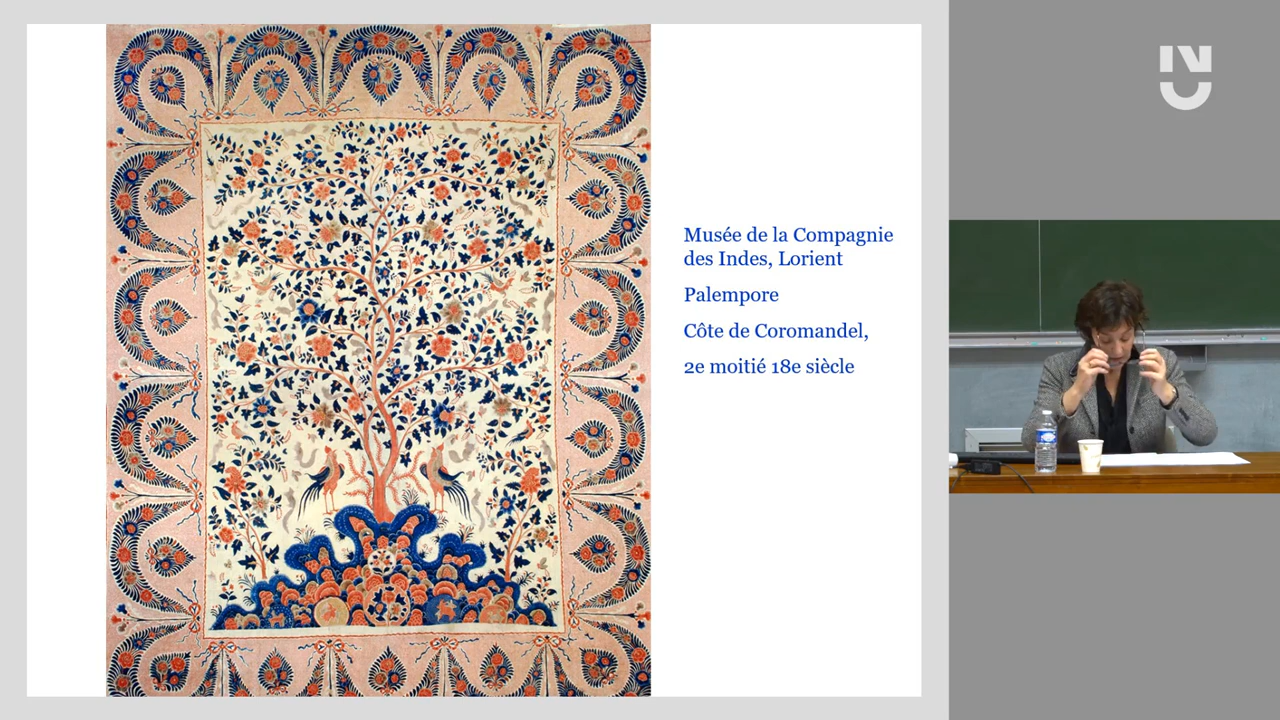 Musée de la Compagnie
des Indes, Lorient
Palempore
Côte de Coromandel,
2e moitié 18e siècle